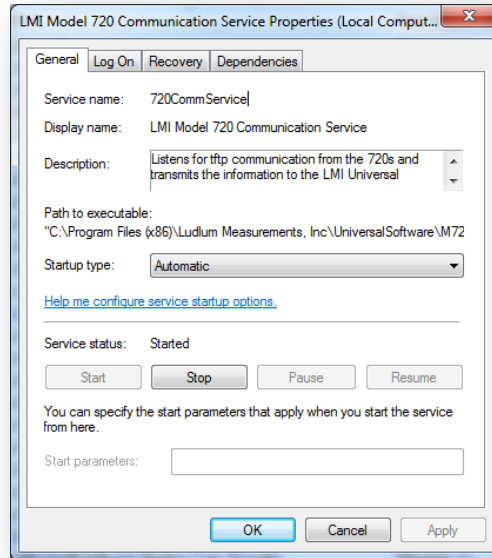 LMI Model 720 Communication Service Properties (Local Comput...
General Log On Recovery Dependencies
Service name: 720CommService
Display name: LMI Model 720 Communication Service
Description: Listens for tftp communication from the 720s and
transmits the information to the LMI Universal
Path to executable:
"C:\Program Files (x86)\Ludlum Measurements, Inc\UniversalSoftware\M72
Startup type: Automatic
Help me configure service startup options.
Service status: Started
Start Stop Pause Resume
You can specify the start parameters that apply when you start the service
from here.
Start parameters:
OK Cancel Apply